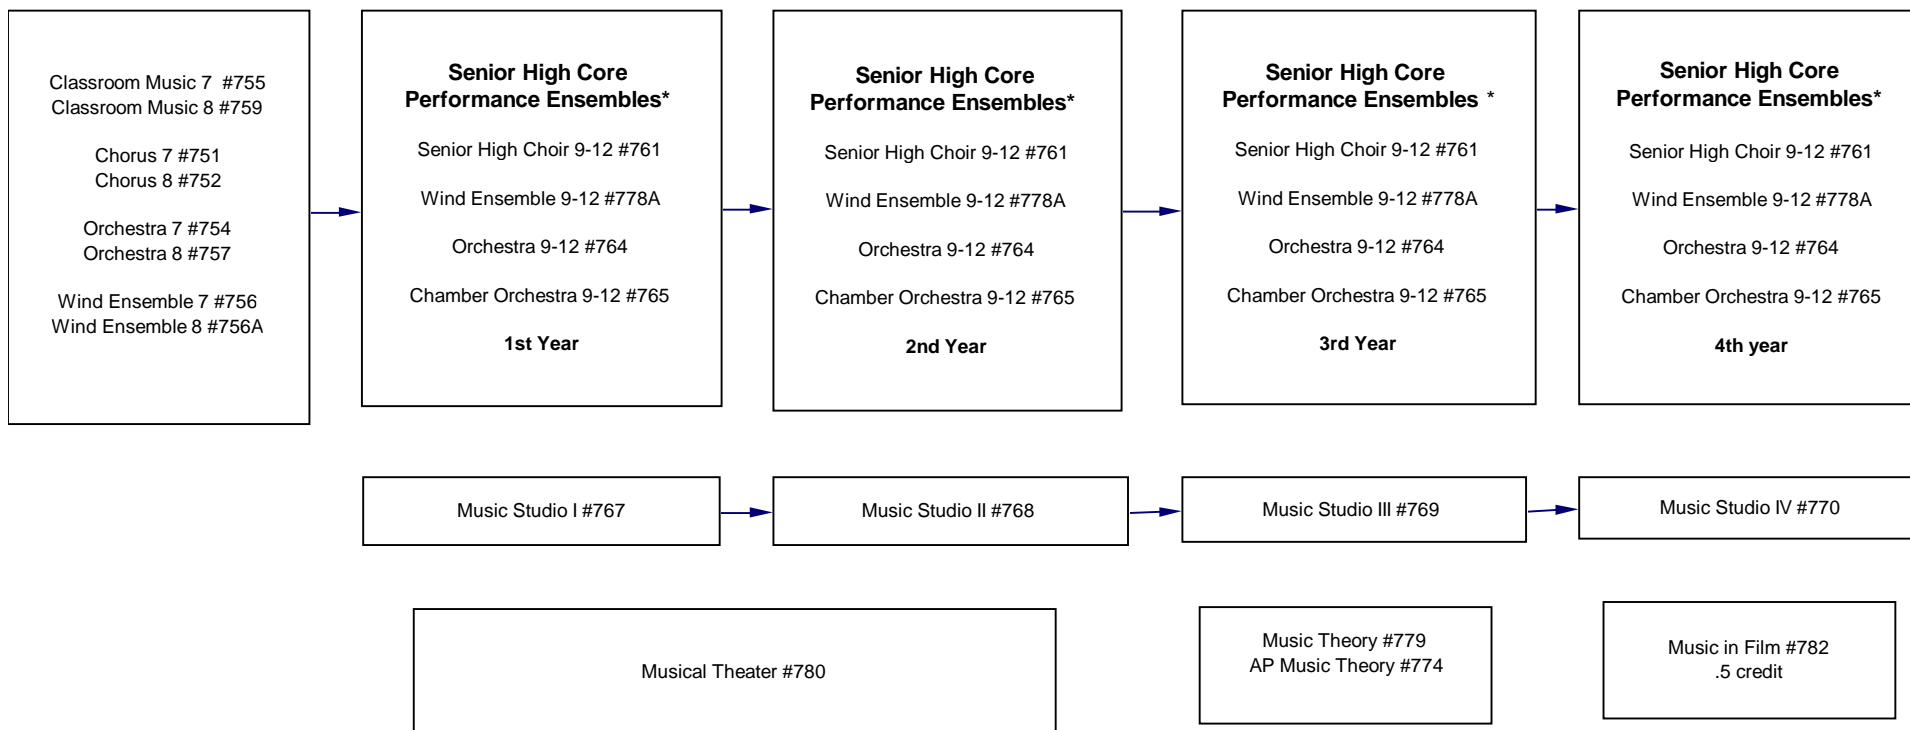 Classroom Music 7  #755
Classroom Music 8 #759
Chorus 7 #751
Chorus 8 #752
Orchestra 7 #754
Orchestra 8 #757
Wind Ensemble 7 #756
Wind Ensemble 8 #756A
Senior High Core
Performance Ensembles*
Senior High Choir 9-12 #761
Wind Ensemble 9-12 #778A
Orchestra 9-12 #764
Chamber Orchestra 9-12 #765
1st Year
Senior High Core
Performance Ensembles*
Senior High Choir 9-12 #761
Wind Ensemble 9-12 #778A
Orchestra 9-12 #764
Chamber Orchestra 9-12 #765
2nd Year
Senior High Core
Performance Ensembles *
Senior High Choir 9-12 #761
Wind Ensemble 9-12 #778A
Orchestra 9-12 #764
Chamber Orchestra 9-12 #765
3rd Year
Senior High Core
Performance Ensembles*
Senior High Choir 9-12 #761
Wind Ensemble 9-12 #778A
Orchestra 9-12 #764
Chamber Orchestra 9-12 #765
4th year
Music Studio I #767
Music Studio II #768
Music Studio III #769
Music Studio IV #770
Musical Theater #780
Music Theory #779
AP Music Theory #774
Music in Film #782
.5 credit